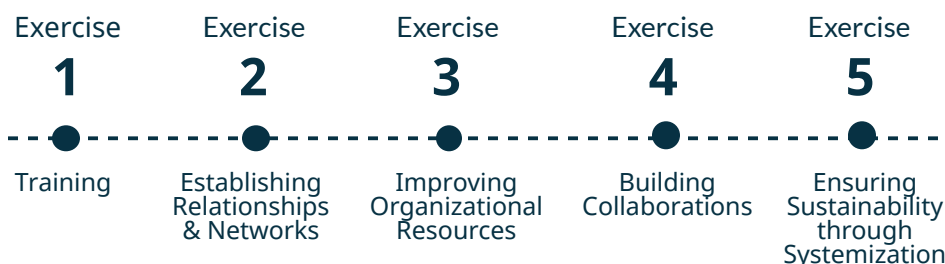 Exercise
1
Training
Exercise
2
Establishing
Relationships
& Networks
Exercise
3
Improving
Organizational
Resources
Exercise
4
Building
Collaborations
Exercise
5
Ensuring
Sustainability
through
Systemization